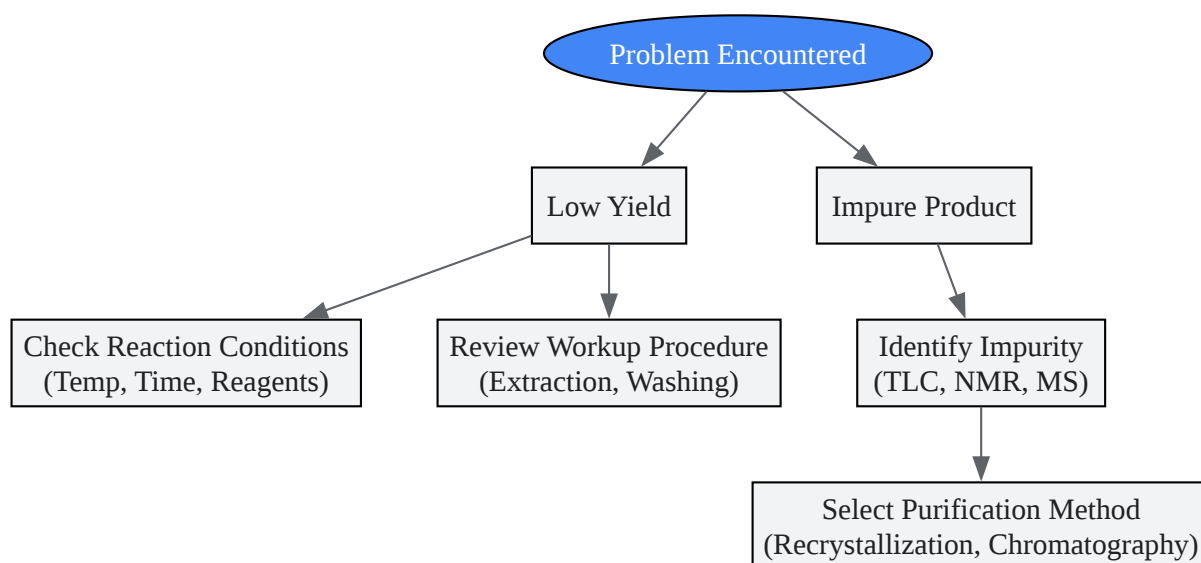 Problem Encountered
Low Yield
Impure Product
Check Reaction Conditions
(Temp, Time, Reagents)
Review Workup Procedure
(Extraction, Washing)
Identify Impurity
(TLC, NMR, MS)
Select Purification Method
(Recrystallization, Chromatography)